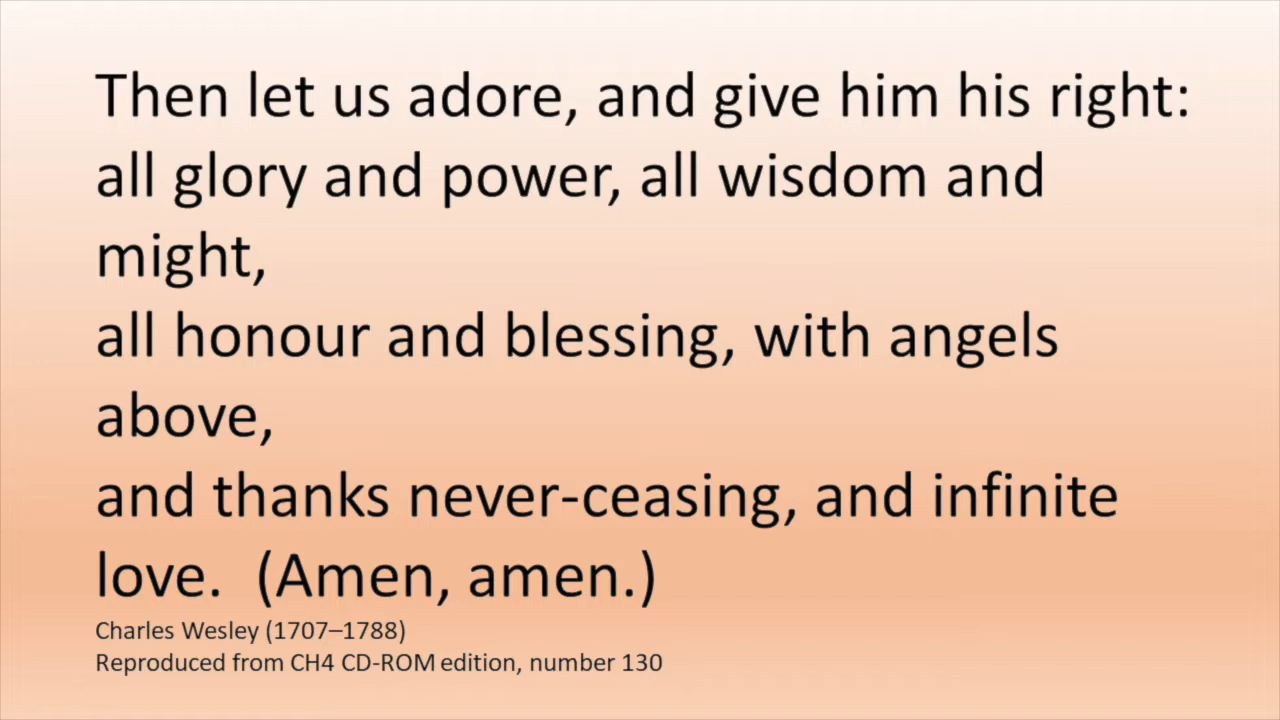 Then let us adore, and give him his right:
all glory and power, all wisdom and
might,
all honour and blessing, with angels
above,
and thanks never-ceasing, and infinite
love.  (Amen, amen.)
Charles Wesley (1707–1788)
Reproduced from CH4 CD-ROM edition, number 130